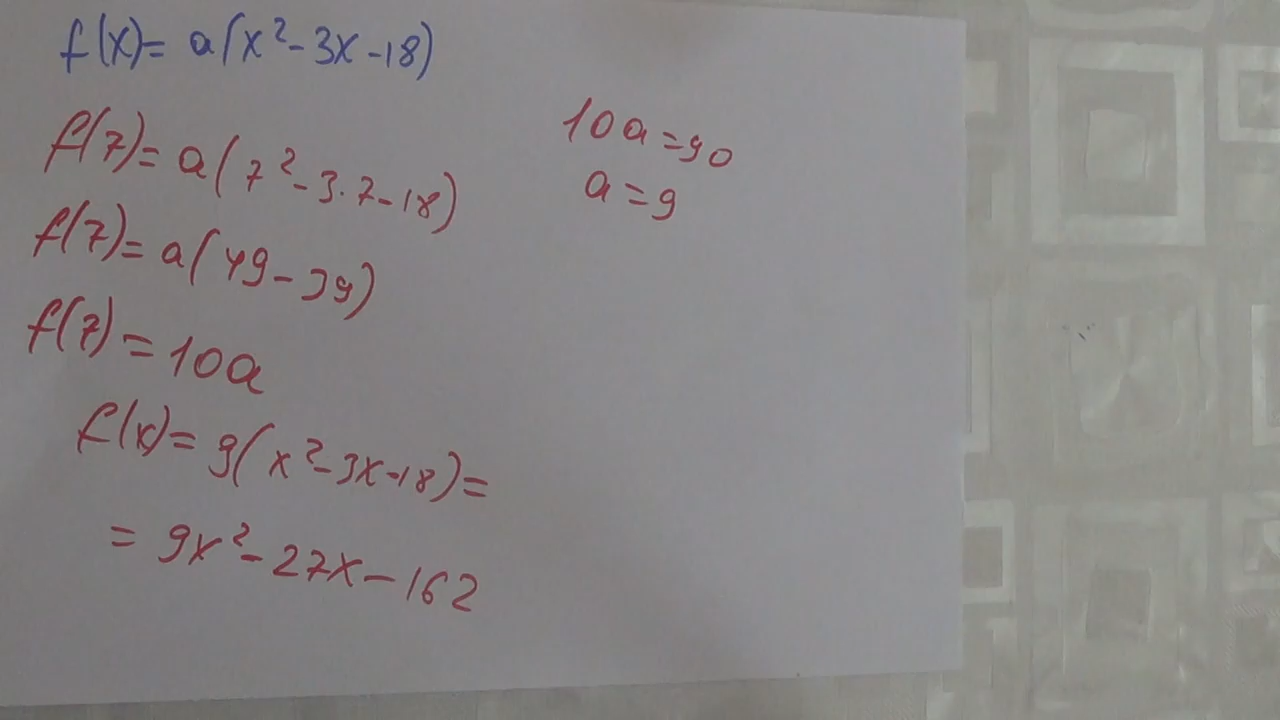 f(x)= a(x²-3x-18)
f(7)= a(7²-3.7-18)
f(7)= a(49-39)
f(7)=10a
f(x)= 9(x²-3x-18)=
= 9x²-27x-162
10a=90
a=9